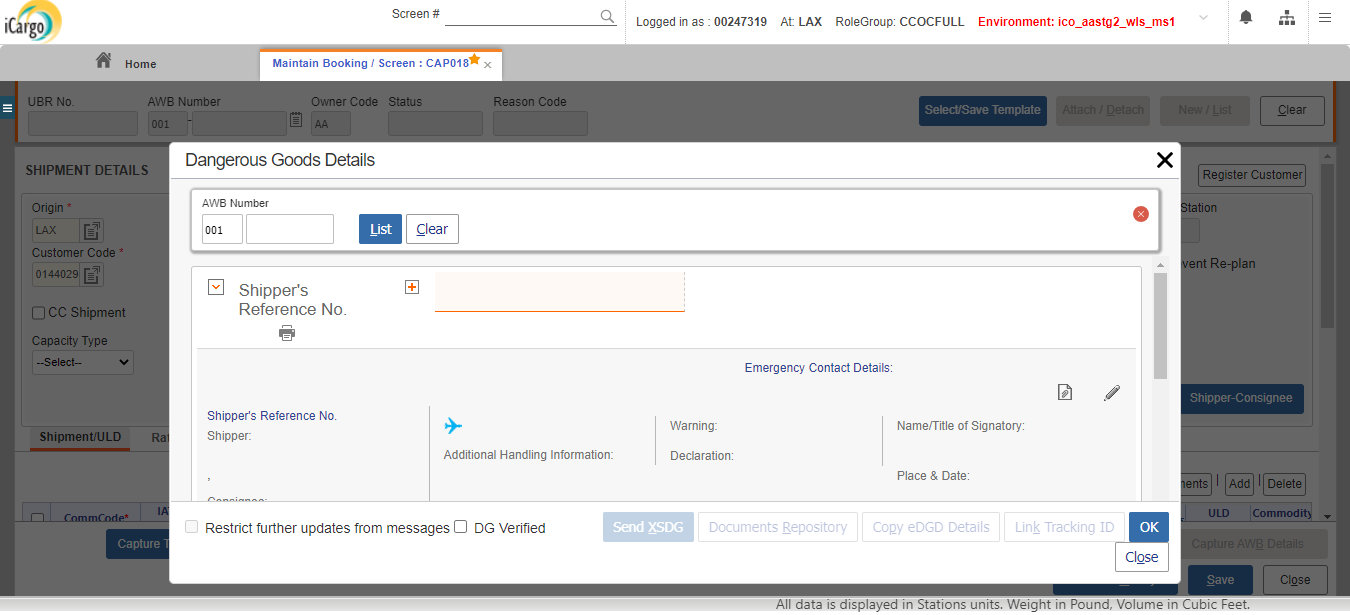 iCargo
Screen #
Logged in as : 00247319 At: LAX RoleGroup: CCOCFULL Environment: ico_aastg2_wls_ms1
Home
Maintain Booking / Screen : CAP018
UBR No.
AWB Number
Owner Code
Status
Reason Code
001
-
AA
Select/Save Template
Attach / Detach
New / List
Clear
SHIPMENT DETAILS
Register Customer
Origin *
LAX
Station
Customer Code *
0144029
vent Re-plan
CC Shipment
Capacity Type
--Select--
Shipper-Consignee
Shipment/ULD
Rat
ments
Add
Delete
CommCode*
IA
ULD
Commodity
Capture T
Capture AWB Details
Save
Close
Dangerous Goods Details
AWB Number
001
List
Clear
Shipper's
Reference No.
Emergency Contact Details:
Shipper's Reference No.
Shipper:
,
Consignee:
Additional Handling Information:
Warning:
Declaration:
Name/Title of Signatory:
Place & Date:
Restrict further updates from messages
DG Verified
Send XSDG
Documents Repository
Copy eDGD Details
Link Tracking ID
OK
Close
All data is displayed in Stations units. Weight in Pound, Volume in Cubic Feet.